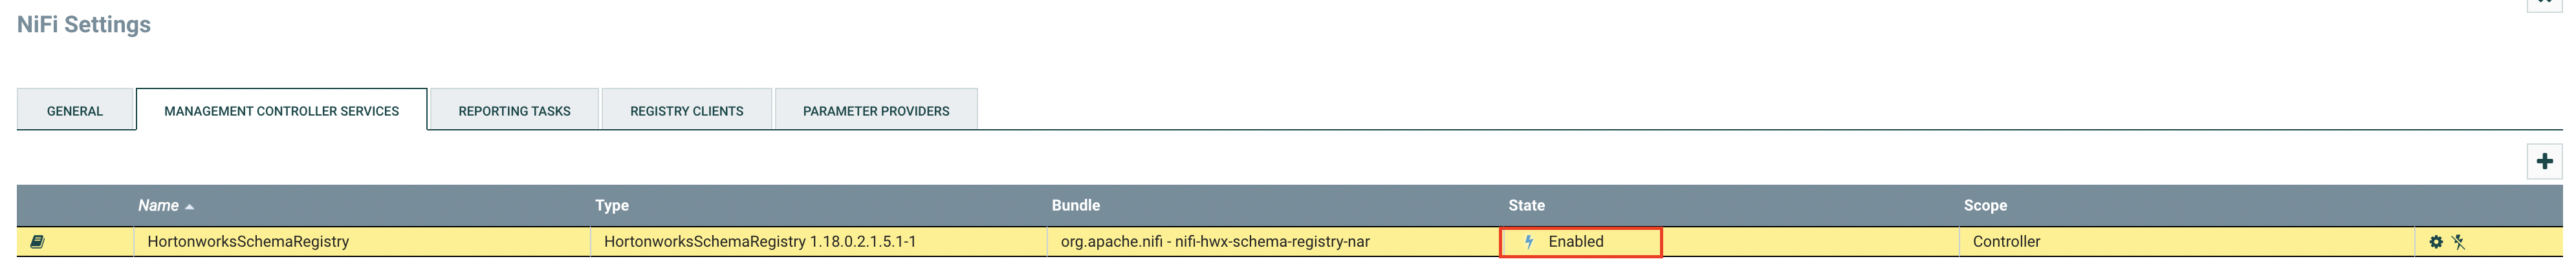 NiFi Settings
GENERAL MANAGEMENT CONTROLLER SERVICES REPORTING TASKS REGISTRY CLIENTS PARAMETER PROVIDERS
Name Type Bundle State Scope
HortonworksSchemaRegistry HortonworksSchemaRegistry 1.18.0.2.1.5.1-1 org.apache.nifi - nifi-hwx-schema-registry-nar Enabled Controller